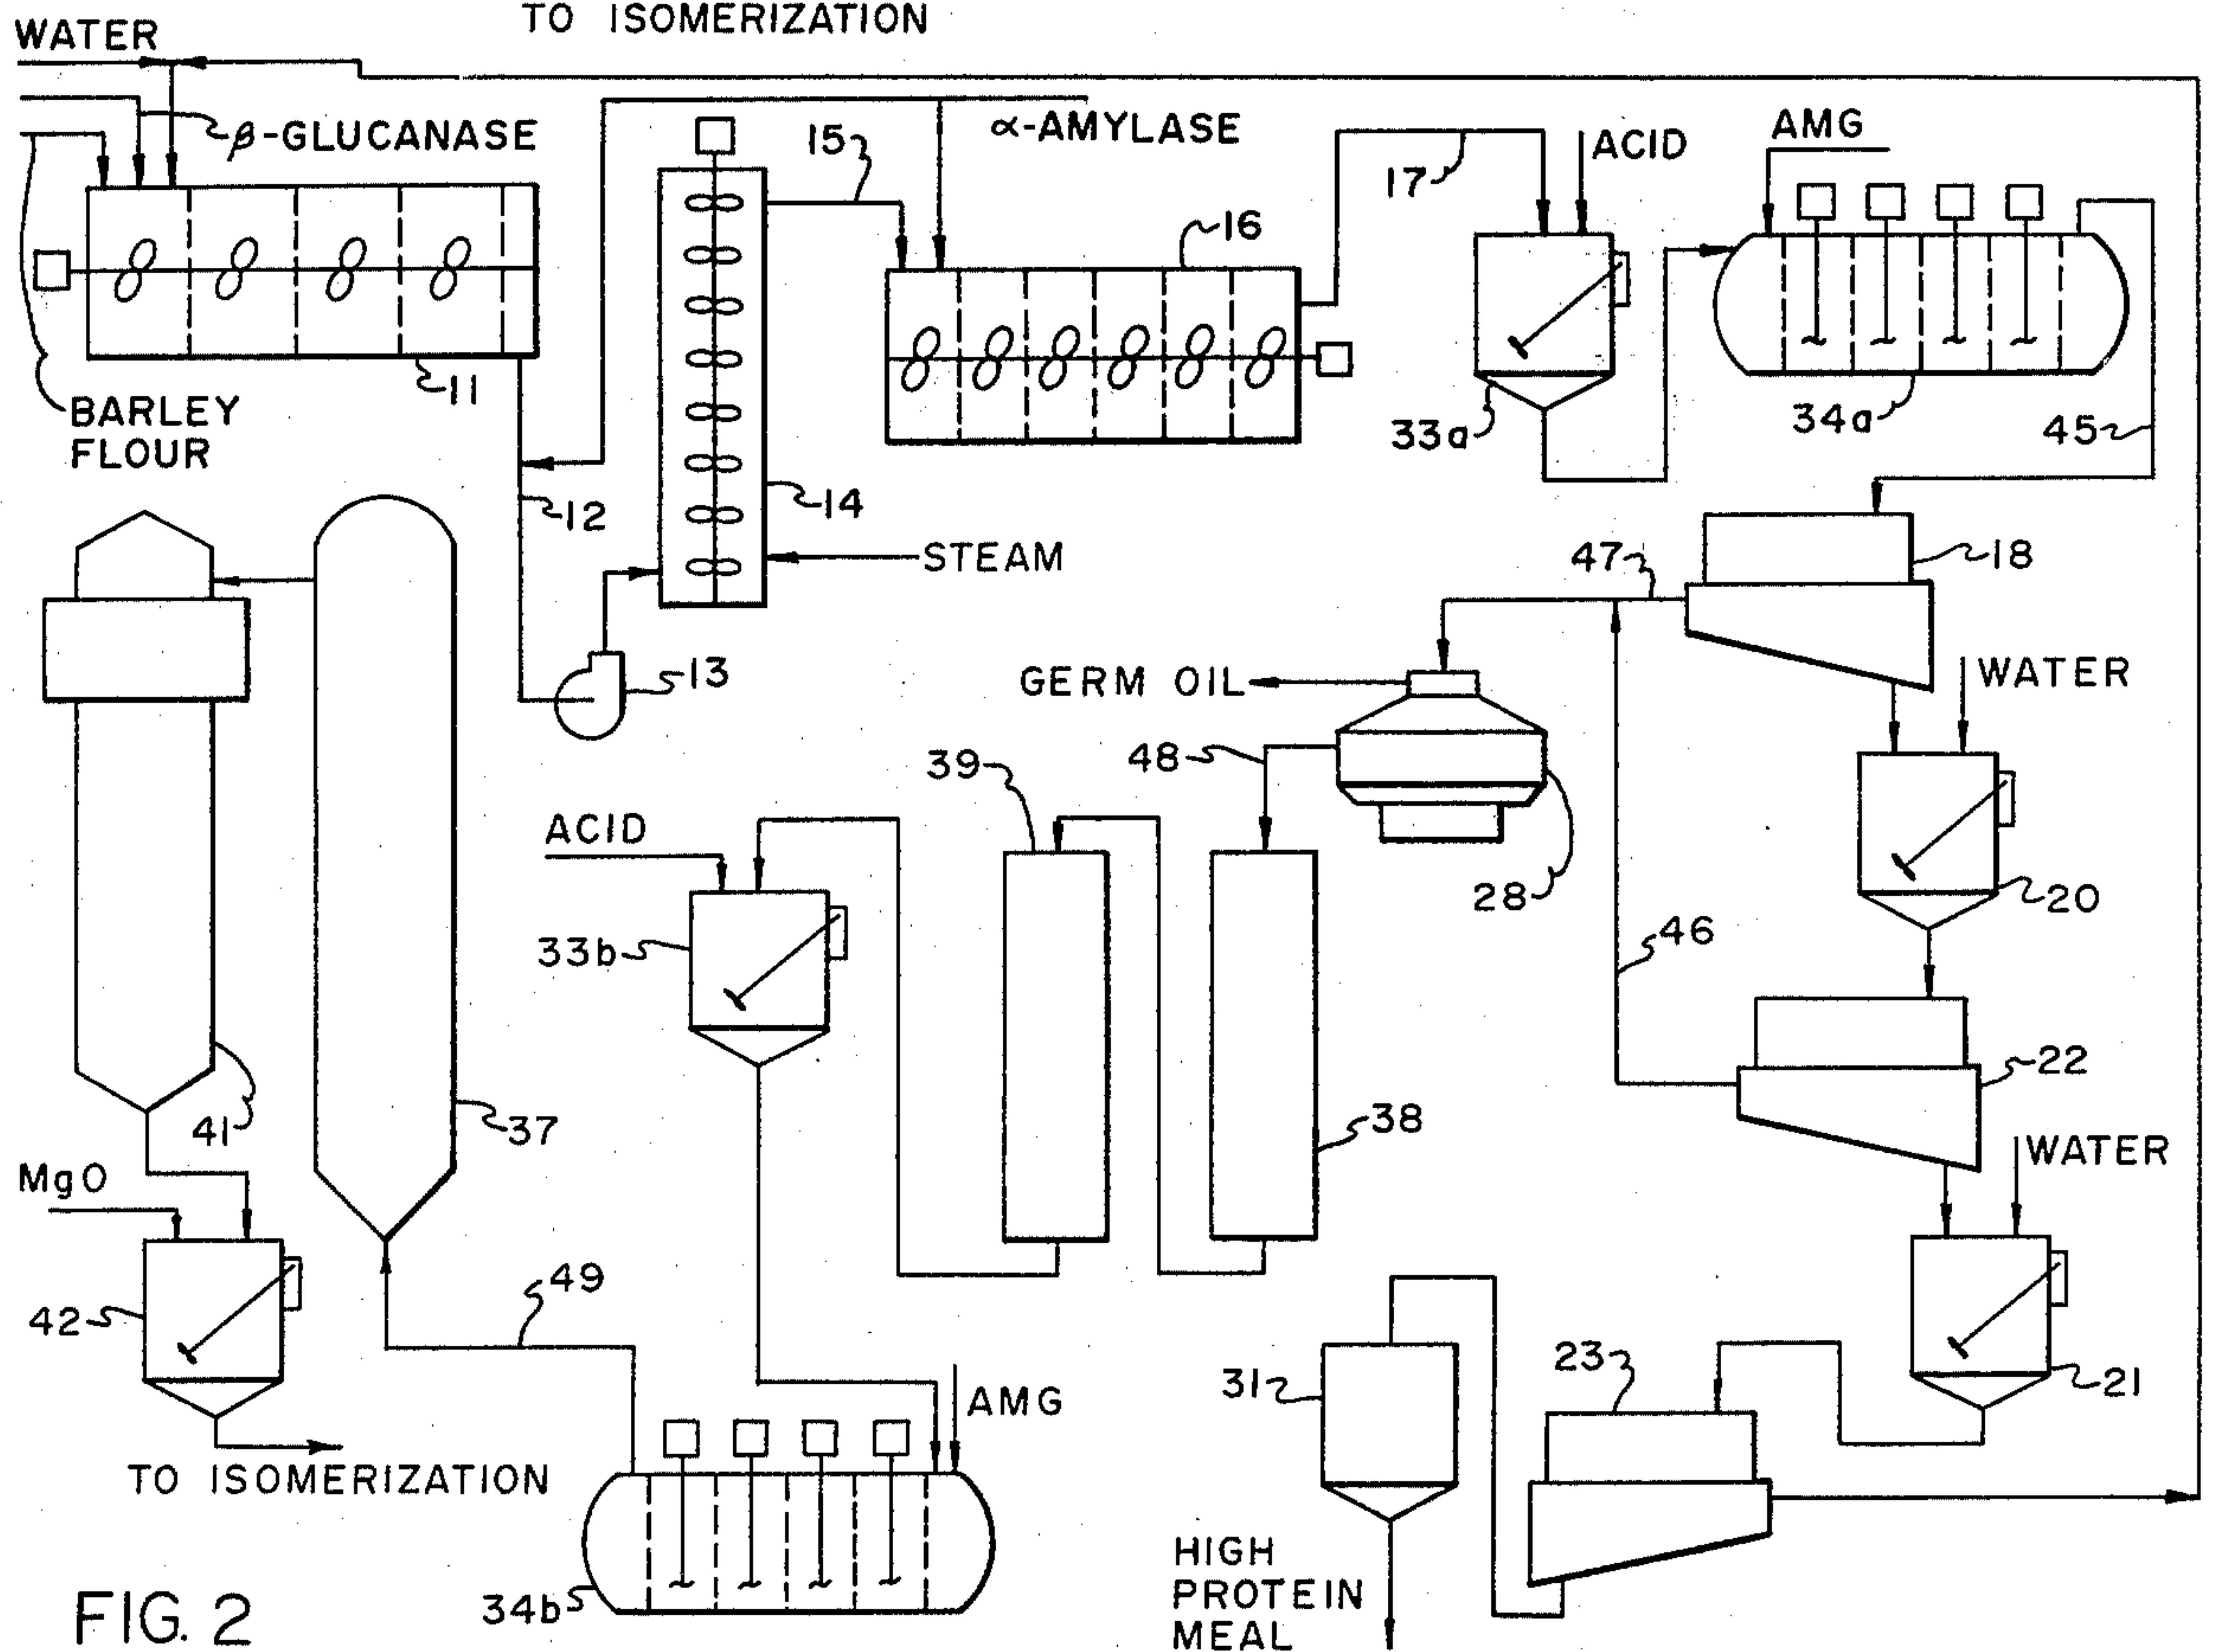 TO ISOMERIZATION
WATER
β-GLUCANASE
α-AMYLASE
15
17
ACID
AMG
16
11
BARLEY
FLOUR
33a
34a
45
12
14
STEAM
47
18
13
GERM OIL
WATER
48
39
ACID
28
20
33b
46
22
41
37
38
WATER
MgO
49
42
31
23
21
AMG
TO ISOMERIZATION
34b
HIGH
PROTEIN
MEAL
FIG. 2